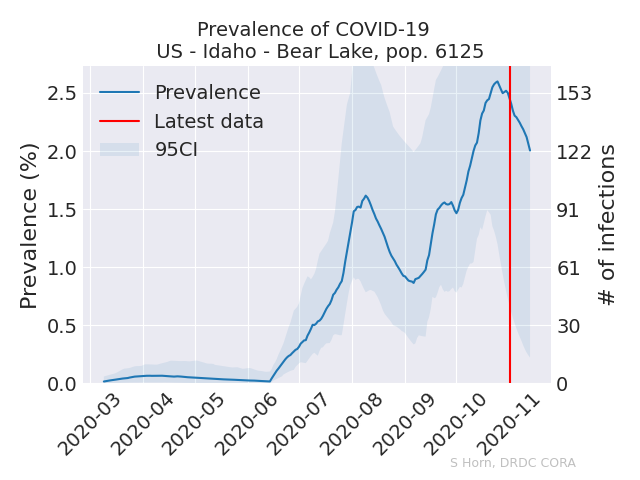 Prevalence of COVID-19
US - Idaho - Bear Lake, pop. 6125
Prevalence
Latest data
95CI
Prevalence (%)
2.5
2.0
1.5
1.0
0.5
0.0
153
122
91
61
30
0
# of infections
2020-03
2020-04
2020-05
2020-06
2020-07
2020-08
2020-09
2020-10
2020-11
S Horn, DRDC CORA